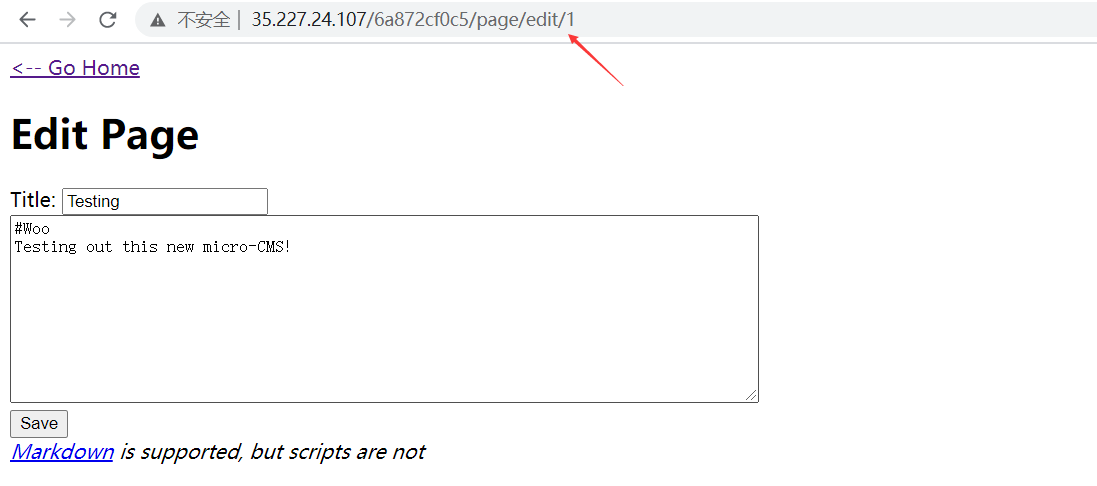 不安全 | 35.227.24.107/6a872cf0c5/page/edit/1
<-- Go Home
Edit Page
Title: Testing
#Woo
Testing out this new micro-CMS!
Save
Markdown is supported, but scripts are not